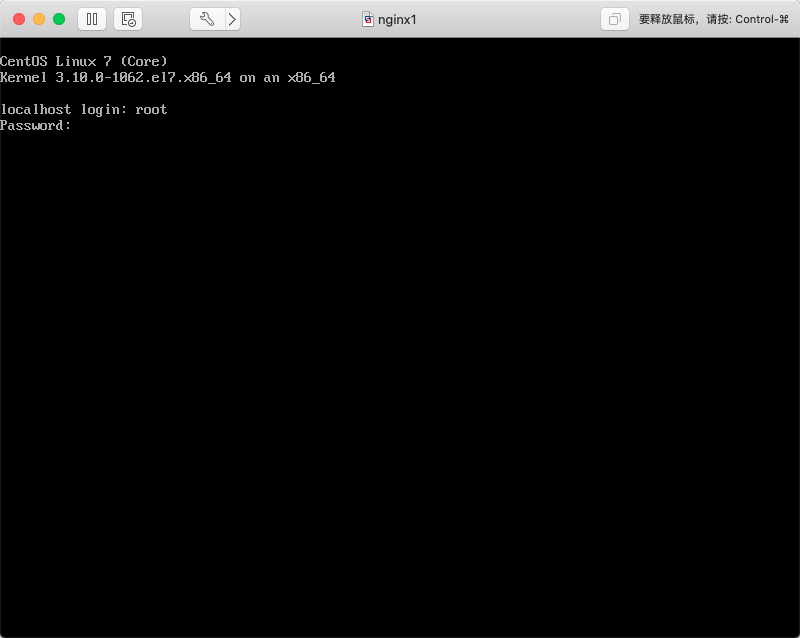 nginx1
要释放鼠标，请按: Control-⌘
CentOS Linux 7 (Core)
Kernel 3.10.0-1062.el7.x86_64 on an x86_64
localhost login: root
Password: